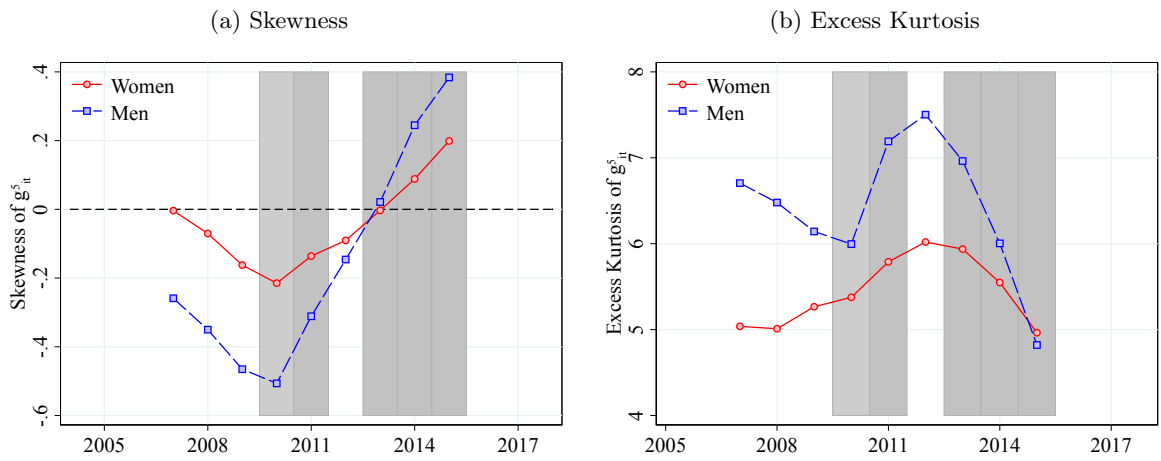 (a) Skewness
Women
Men
Skewness of g⁵ᵢₜ
.4
.2
0
-.2
-.4
-.6
2005
2008
2011
2014
2017
(b) Excess Kurtosis
Women
Men
Excess Kurtosis of g⁵ᵢₜ
8
7
6
5
4
2005
2008
2011
2014
2017